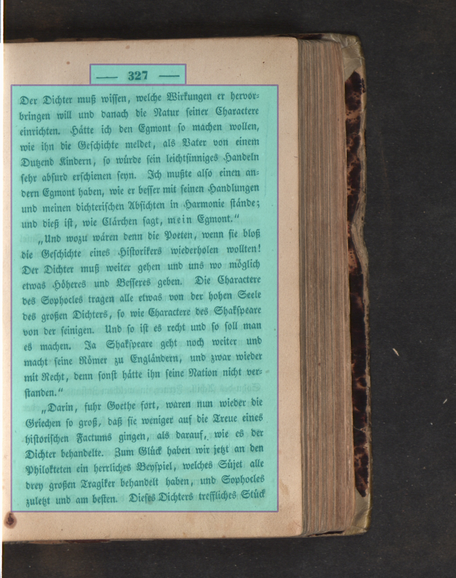 — 327 —
Der Dichter muß wissen, welche Wirkungen er hervor-
bringen will und danach die Natur seiner Charactere
einrichten. Hätte ich den Egmont so machen wollen,
wie ihn die Geschichte meldet, als Vater von einem
Dutzend Kindern, so würde sein leichtsinniges Handeln
sehr absurd erschienen seyn. Ich mußte also einen an-
dern Egmont haben, wie er besser mit seinen Handlungen
und meinen dichterischen Absichten in Harmonie stände;
und dieß ist, wie Clärchen sagt, mein Egmont.“
„Und wozu wären denn die Poeten, wenn sie bloß
die Geschichte eines Historikers wiederholen wollten!
Der Dichter muß weiter gehen und uns wo möglich
etwas Höheres und Besseres geben. Die Charactere
des Sophocles tragen alle etwas von der hohen Seele
des großen Dichters, so wie Charactere des Shakspeare
von der seinigen. Und so ist es recht und so soll man
es machen. Ja Shakspeare geht noch weiter und
macht seine Römer zu Engländern, und zwar wieder
mit Recht, denn sonst hätte ihn seine Nation nicht ver-
standen.“
„Darin, fuhr Goethe fort, waren nun wieder die
Griechen so groß, daß sie weniger auf die Treue eines
historischen Factums gingen, als darauf, wie es der
Dichter behandelte. Zum Glück haben wir jetzt an den
Philokteten ein herrliches Beyspiel, welches Süjet alle
drey großen Tragiker behandelt haben, und Sophocles
zuletzt und am besten. Dieses Dichters treffliches Stück